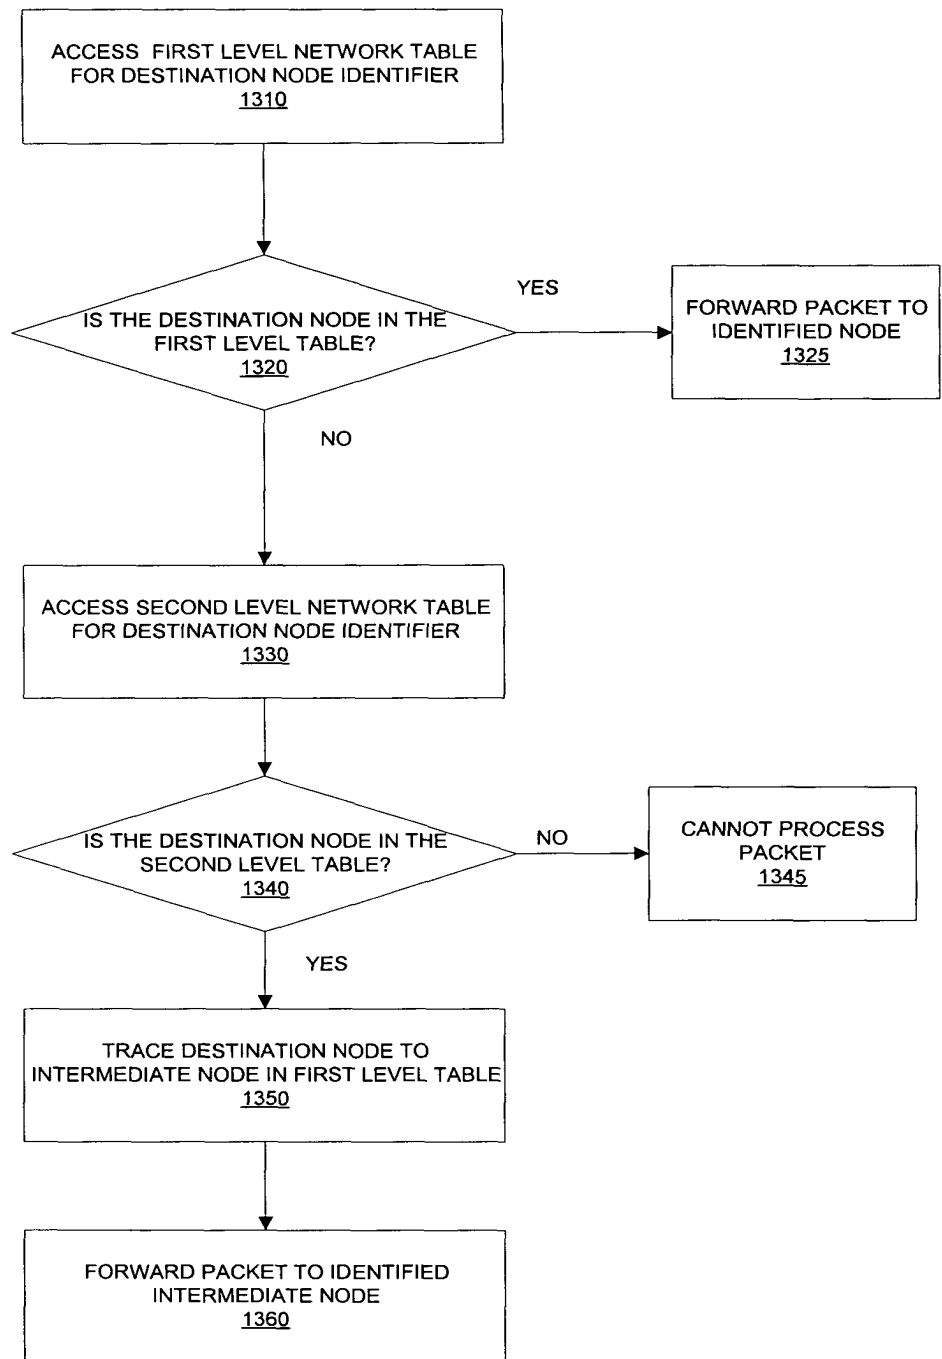 ACCESS FIRST LEVEL NETWORK TABLE
FOR DESTINATION NODE IDENTIFIER
1310
IS THE DESTINATION NODE IN THE
FIRST LEVEL TABLE?
1320
YES
FORWARD PACKET TO
IDENTIFIED NODE
1325
NO
ACCESS SECOND LEVEL NETWORK TABLE
FOR DESTINATION NODE IDENTIFIER
1330
IS THE DESTINATION NODE IN THE
SECOND LEVEL TABLE?
1340
NO
CANNOT PROCESS
PACKET
1345
YES
TRACE DESTINATION NODE TO
INTERMEDIATE NODE IN FIRST LEVEL TABLE
1350
FORWARD PACKET TO IDENTIFIED
INTERMEDIATE NODE
1360